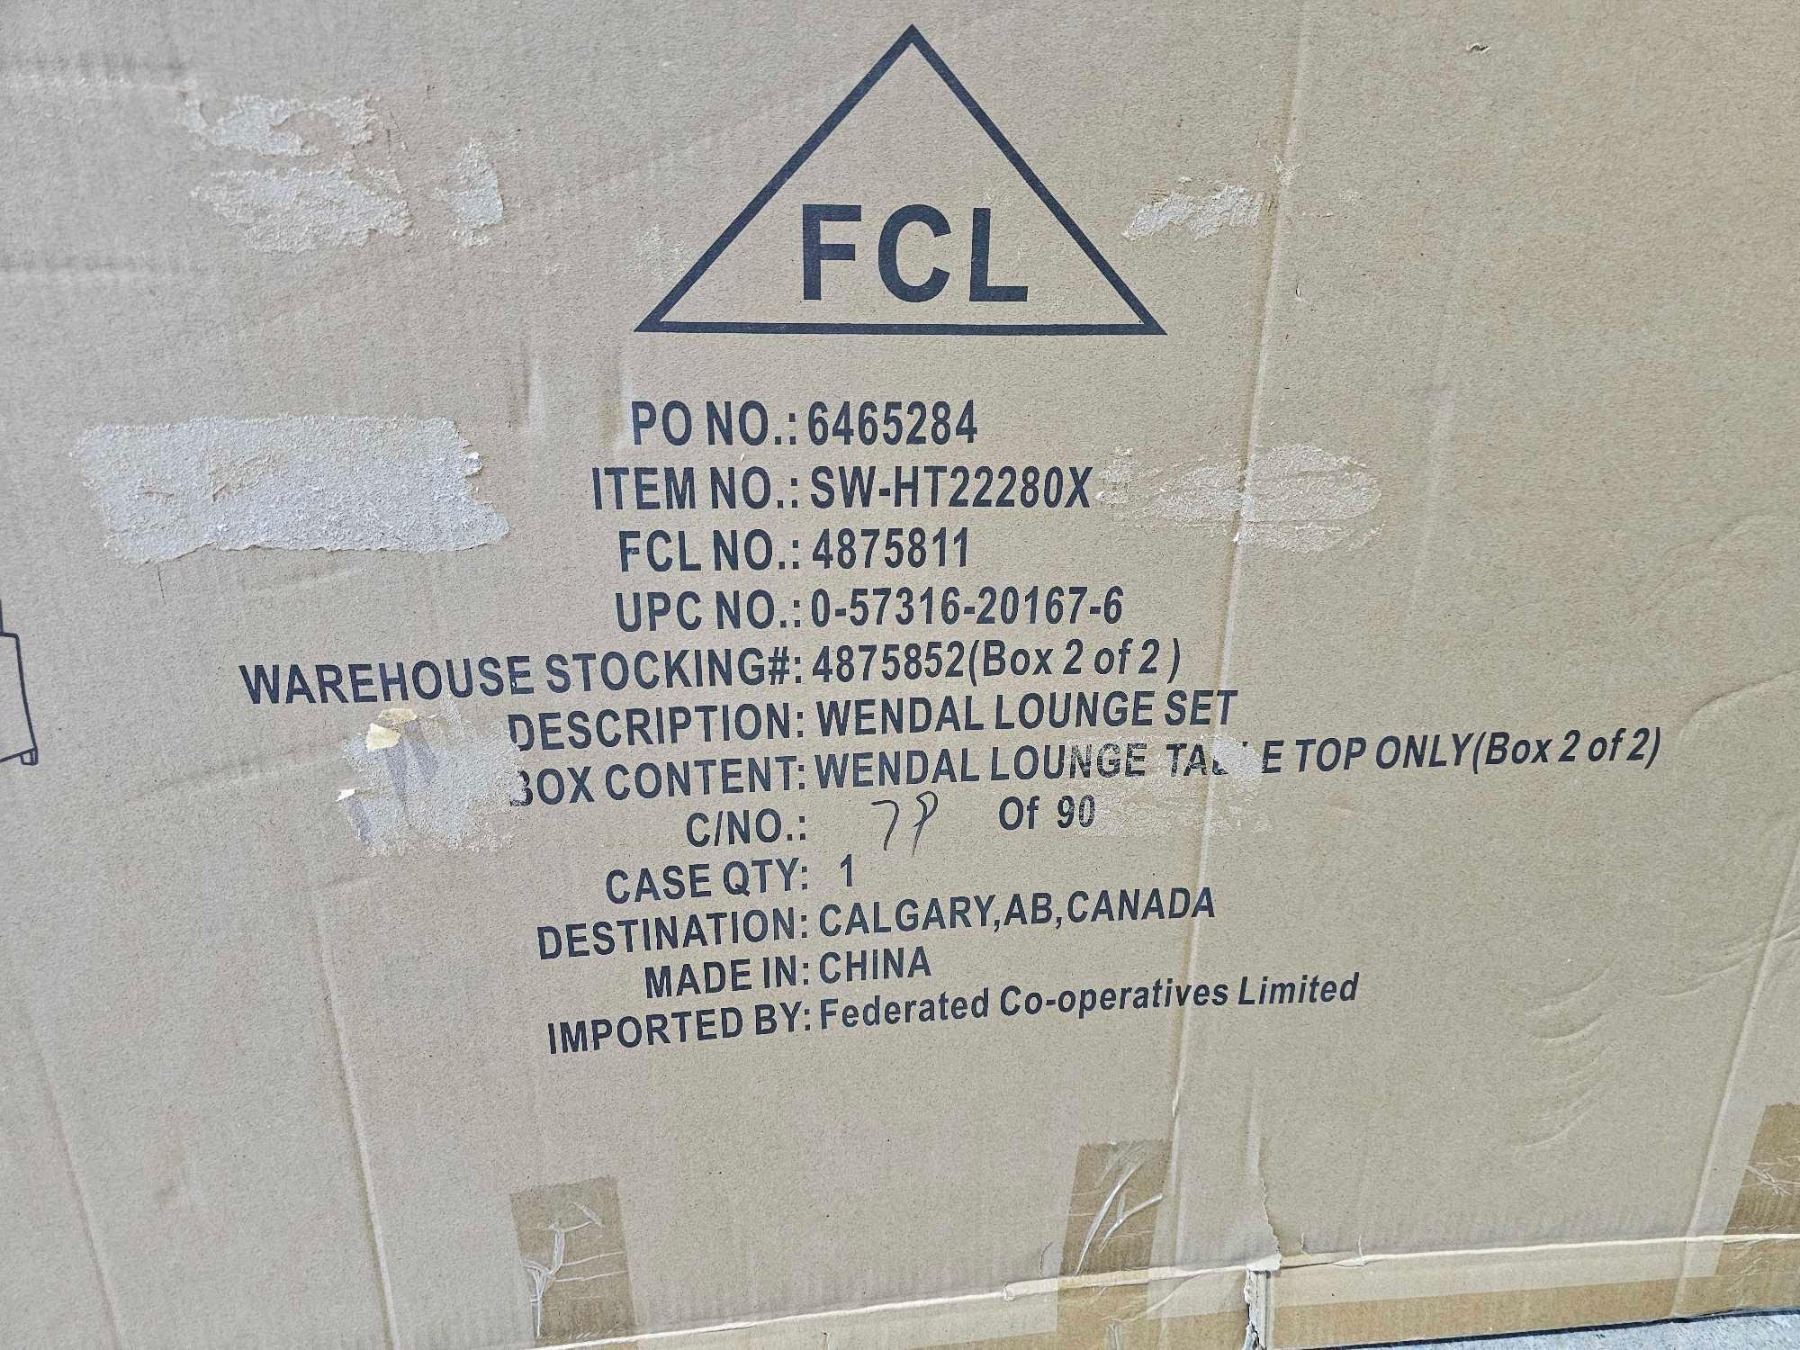 FCL
PO NO.: 6465284
ITEM NO.: SW-HT22280X
FCL NO.: 4875811
UPC NO.: 0-57316-20167-6
WAREHOUSE STOCKING#: 4875852(Box 2 of 2 )
DESCRIPTION: WENDAL LOUNGE SET
BOX CONTENT: WENDAL LOUNGE TABLE TOP ONLY(Box 2 of 2)
C/NO.: Of 90
CASE QTY: 1
DESTINATION: CALGARY,AB,CANADA
MADE IN: CHINA
IMPORTED BY: Federated Co-operatives Limited